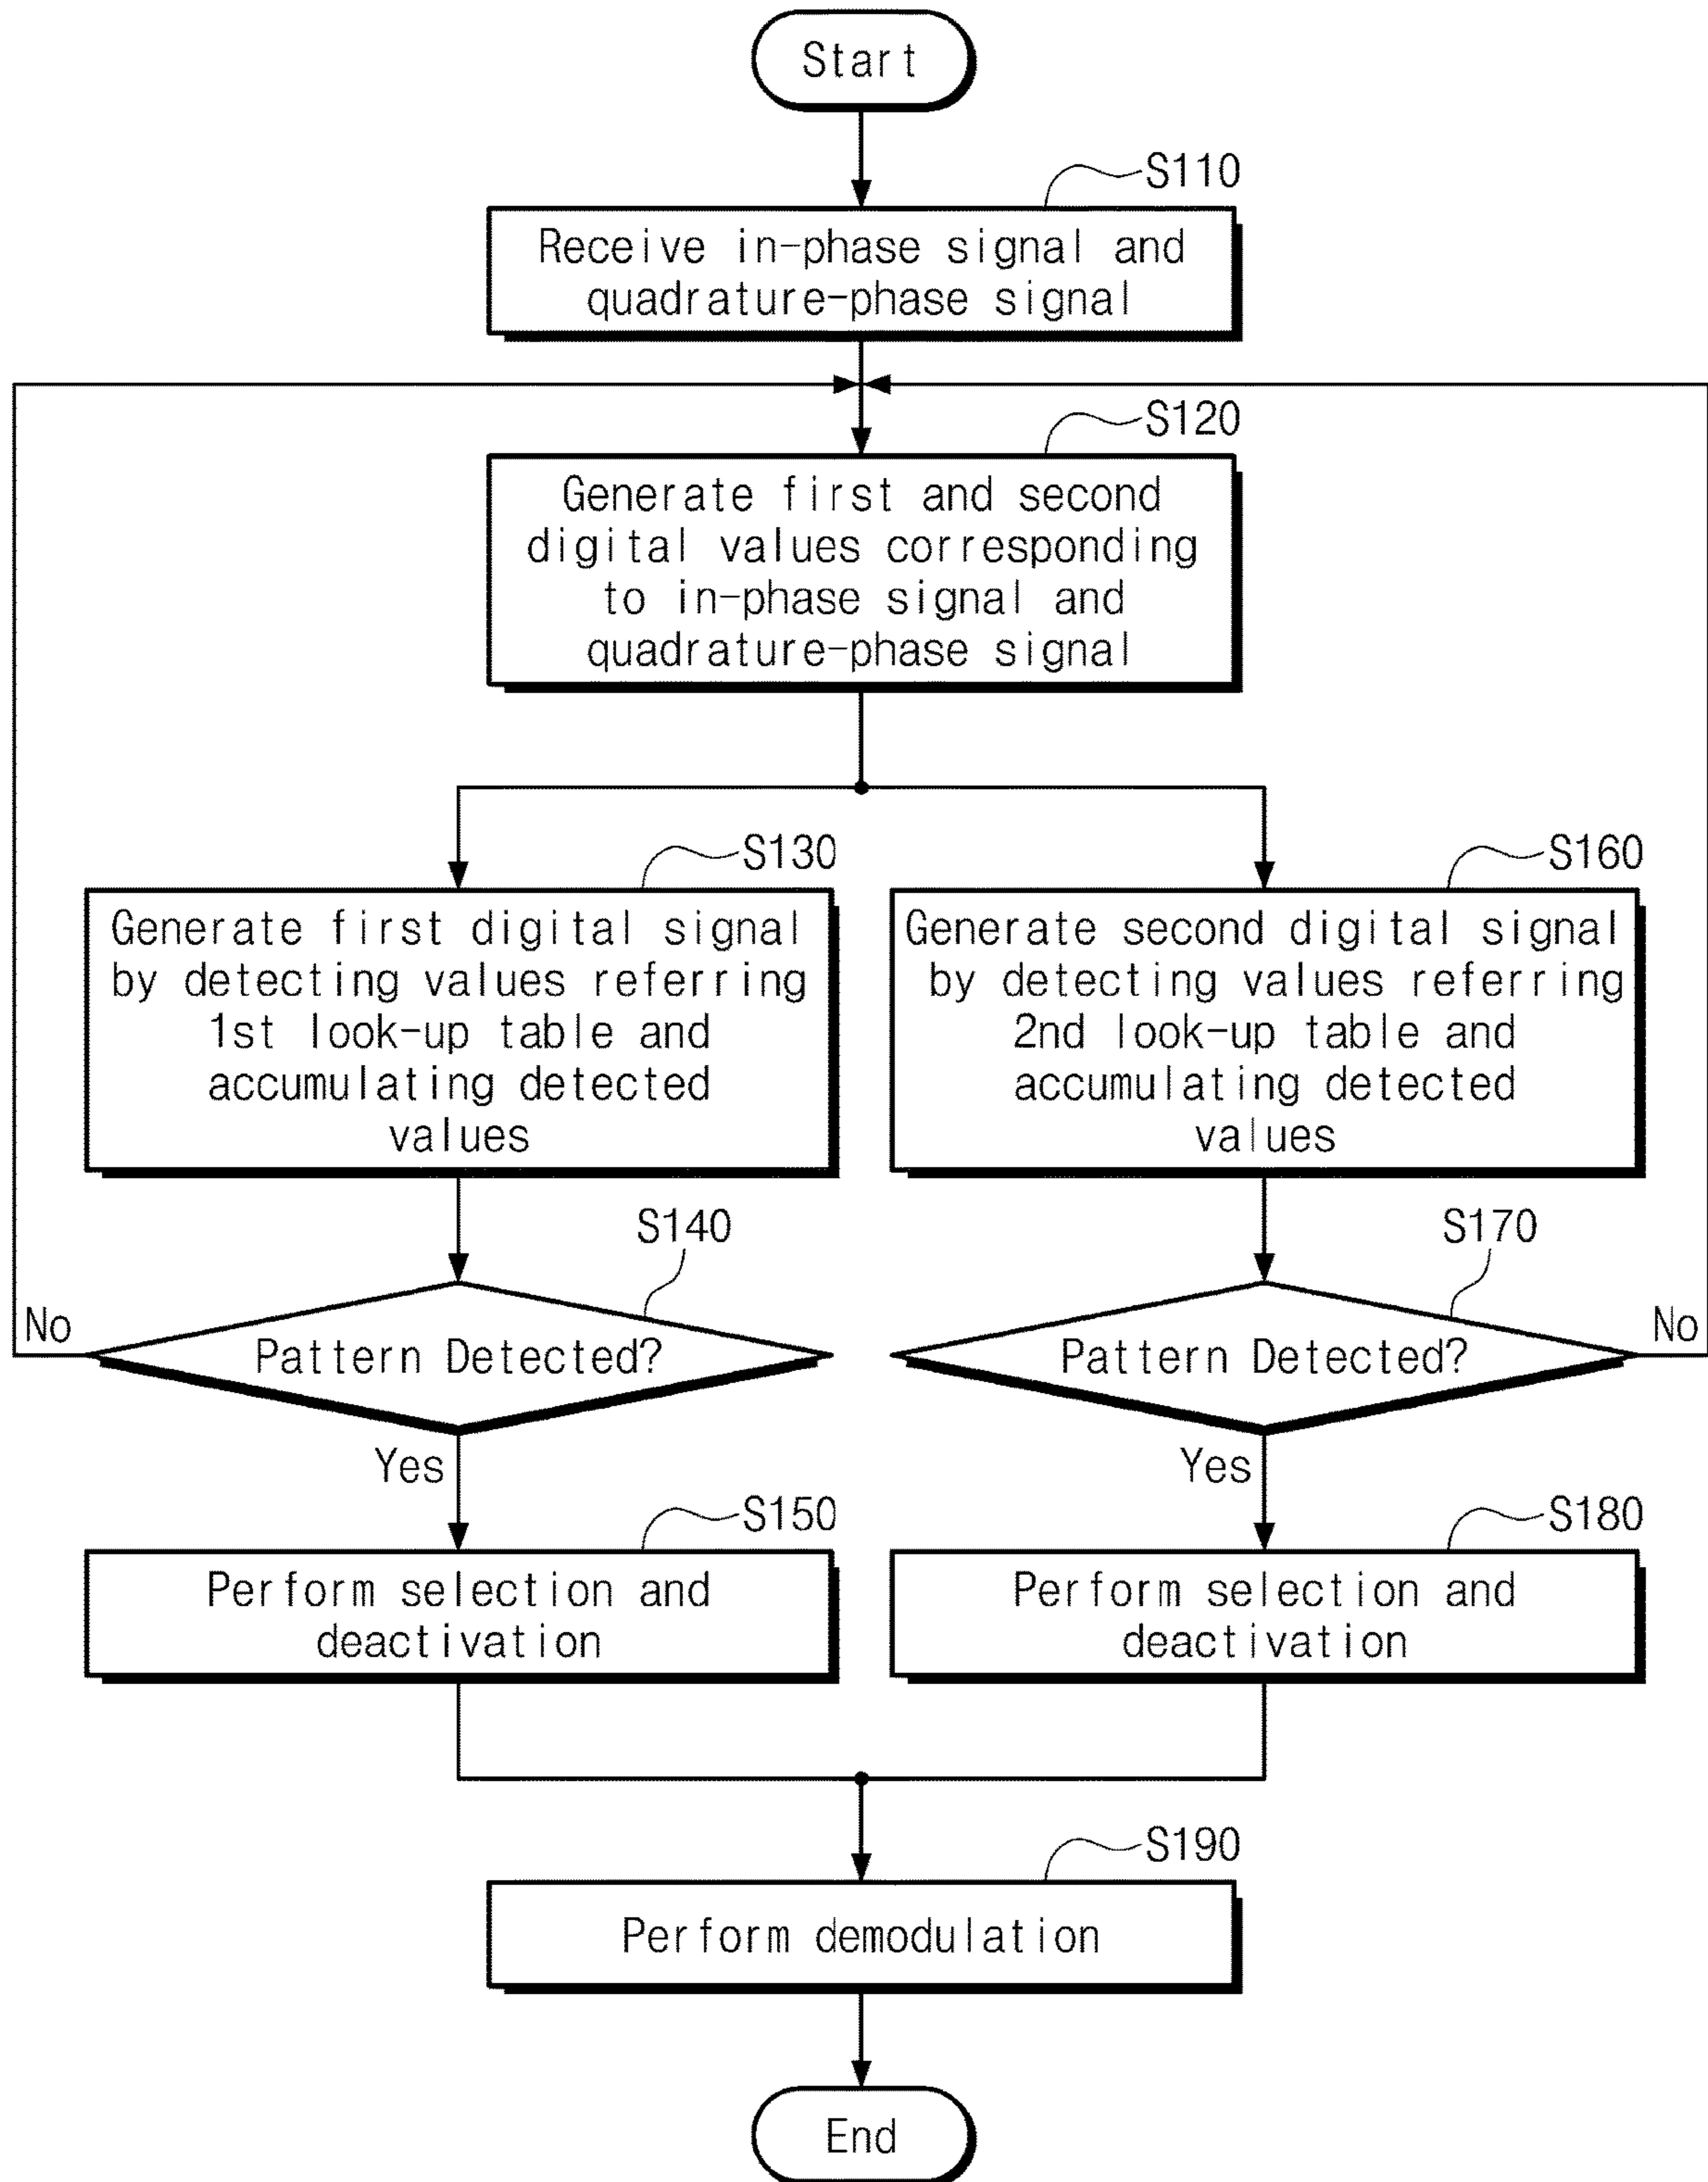 Start
S110
Receive in-phase signal and
quadrature-phase signal
S120
Generate first and second
digital values corresponding
to in-phase signal and
quadrature-phase signal
S130
Generate first digital signal
by detecting values referring
1st look-up table and
accumulating detected
values
S160
Generate second digital signal
by detecting values referring
2nd look-up table and
accumulating detected
values
S140
No
Pattern Detected?
Yes
S170
No
Pattern Detected?
Yes
S150
Perform selection and
deactivation
S180
Perform selection and
deactivation
S190
Perform demodulation
End